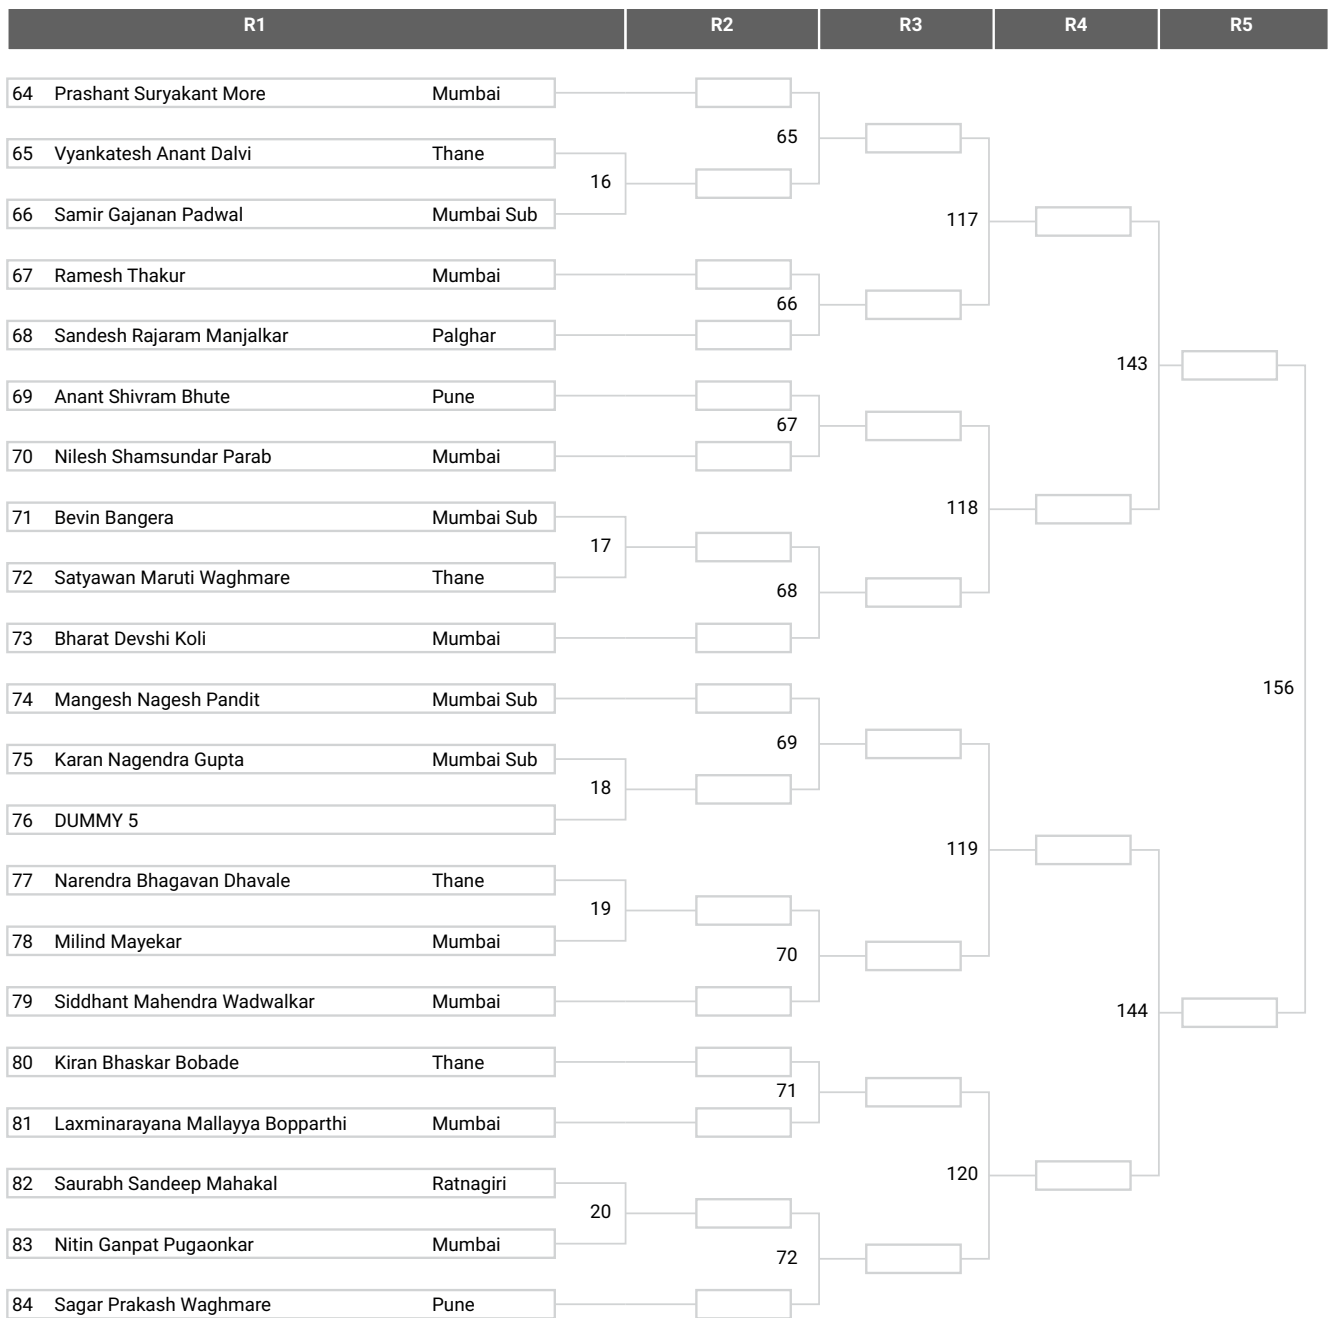 R1 R2 R3 R4 R5
64 Prashant Suryakant More Mumbai
65
65 Vyankatesh Anant Dalvi Thane
16
66 Samir Gajanan Padwal Mumbai Sub
117
67 Ramesh Thakur Mumbai
66
68 Sandesh Rajaram Manjalkar Palghar
143
69 Anant Shivram Bhute Pune
67
70 Nilesh Shamsundar Parab Mumbai
118
71 Bevin Bangera Mumbai Sub
17
72 Satyawan Maruti Waghmare Thane
68
73 Bharat Devshi Koli Mumbai
156
74 Mangesh Nagesh Pandit Mumbai Sub
69
75 Karan Nagendra Gupta Mumbai Sub
18
76 DUMMY 5
119
77 Narendra Bhagavan Dhavale Thane
19
78 Milind Mayekar Mumbai
70
79 Siddhant Mahendra Wadwalkar Mumbai
144
80 Kiran Bhaskar Bobade Thane
71
81 Laxminarayana Mallayya Bopparthi Mumbai
120
82 Saurabh Sandeep Mahakal Ratnagiri
20
83 Nitin Ganpat Pugaonkar Mumbai
72
84 Sagar Prakash Waghmare Pune